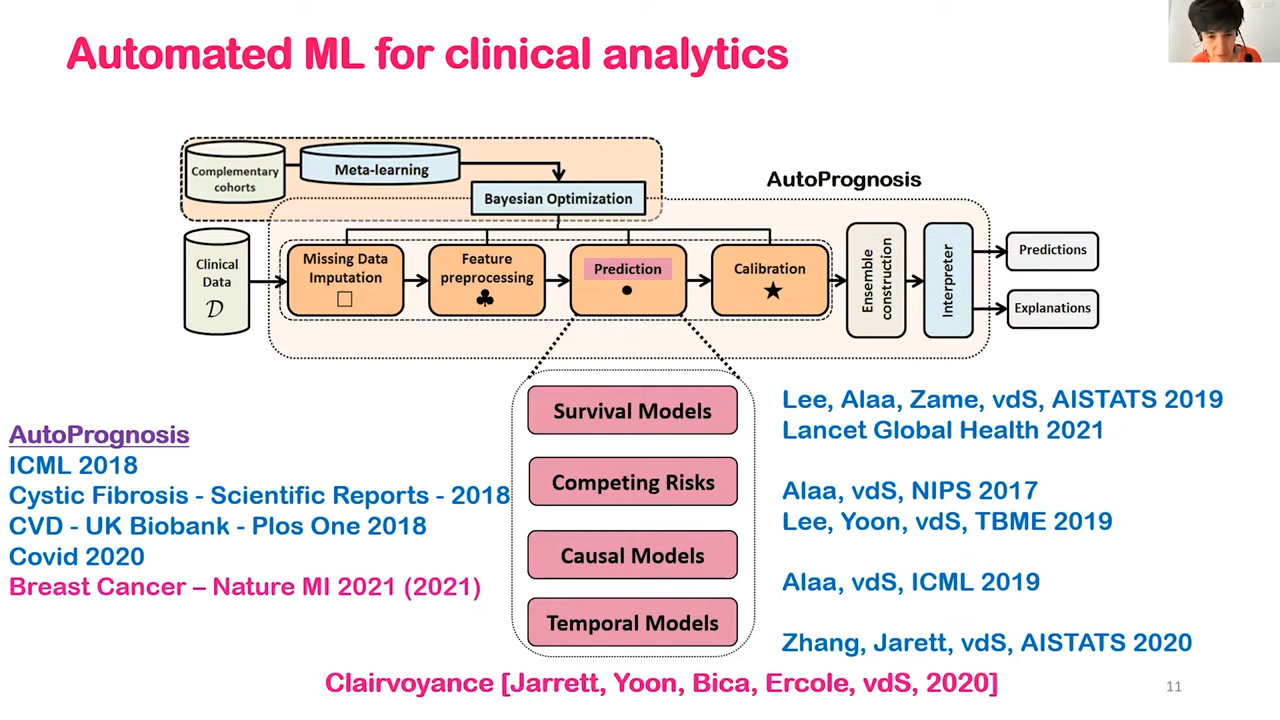 Automated ML for clinical analytics
Complementary
cohorts
Meta-learning
Bayesian Optimization
AutoPrognosis
Clinical
Data
𝒟
Missing Data
Imputation
Feature
preprocessing
Prediction
Calibration
Ensemble
construction
Interpreter
Predictions
Explanations
Survival Models
Competing Risks
Causal Models
Temporal Models
AutoPrognosis
ICML 2018
Cystic Fibrosis - Scientific Reports - 2018
CVD - UK Biobank - Plos One 2018
Covid 2020
Breast Cancer – Nature MI 2021 (2021)
Lee, Alaa, Zame, vdS, AISTATS 2019
Lancet Global Health 2021
Alaa, vdS, NIPS 2017
Lee, Yoon, vdS, TBME 2019
Alaa, vdS, ICML 2019
Zhang, Jarett, vdS, AISTATS 2020
Clairvoyance [Jarrett, Yoon, Bica, Ercole, vdS, 2020]
11